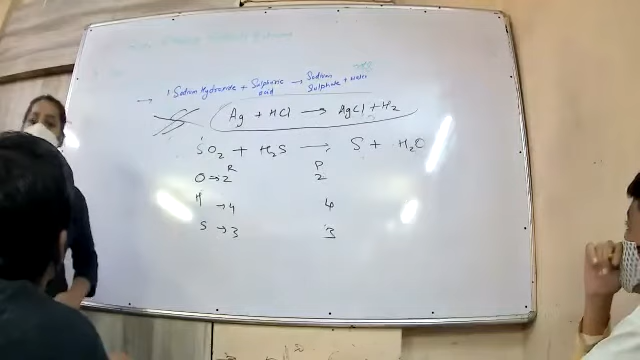 → 1 Sodium Hydroxide + Sulphuric acid → Sodium Sulphate + water
Ag + HCl → AgCl + H₂
SO₂ + H₂S → S + H₂O
R P
O → 2 2
H → 4 4
S → 3 3